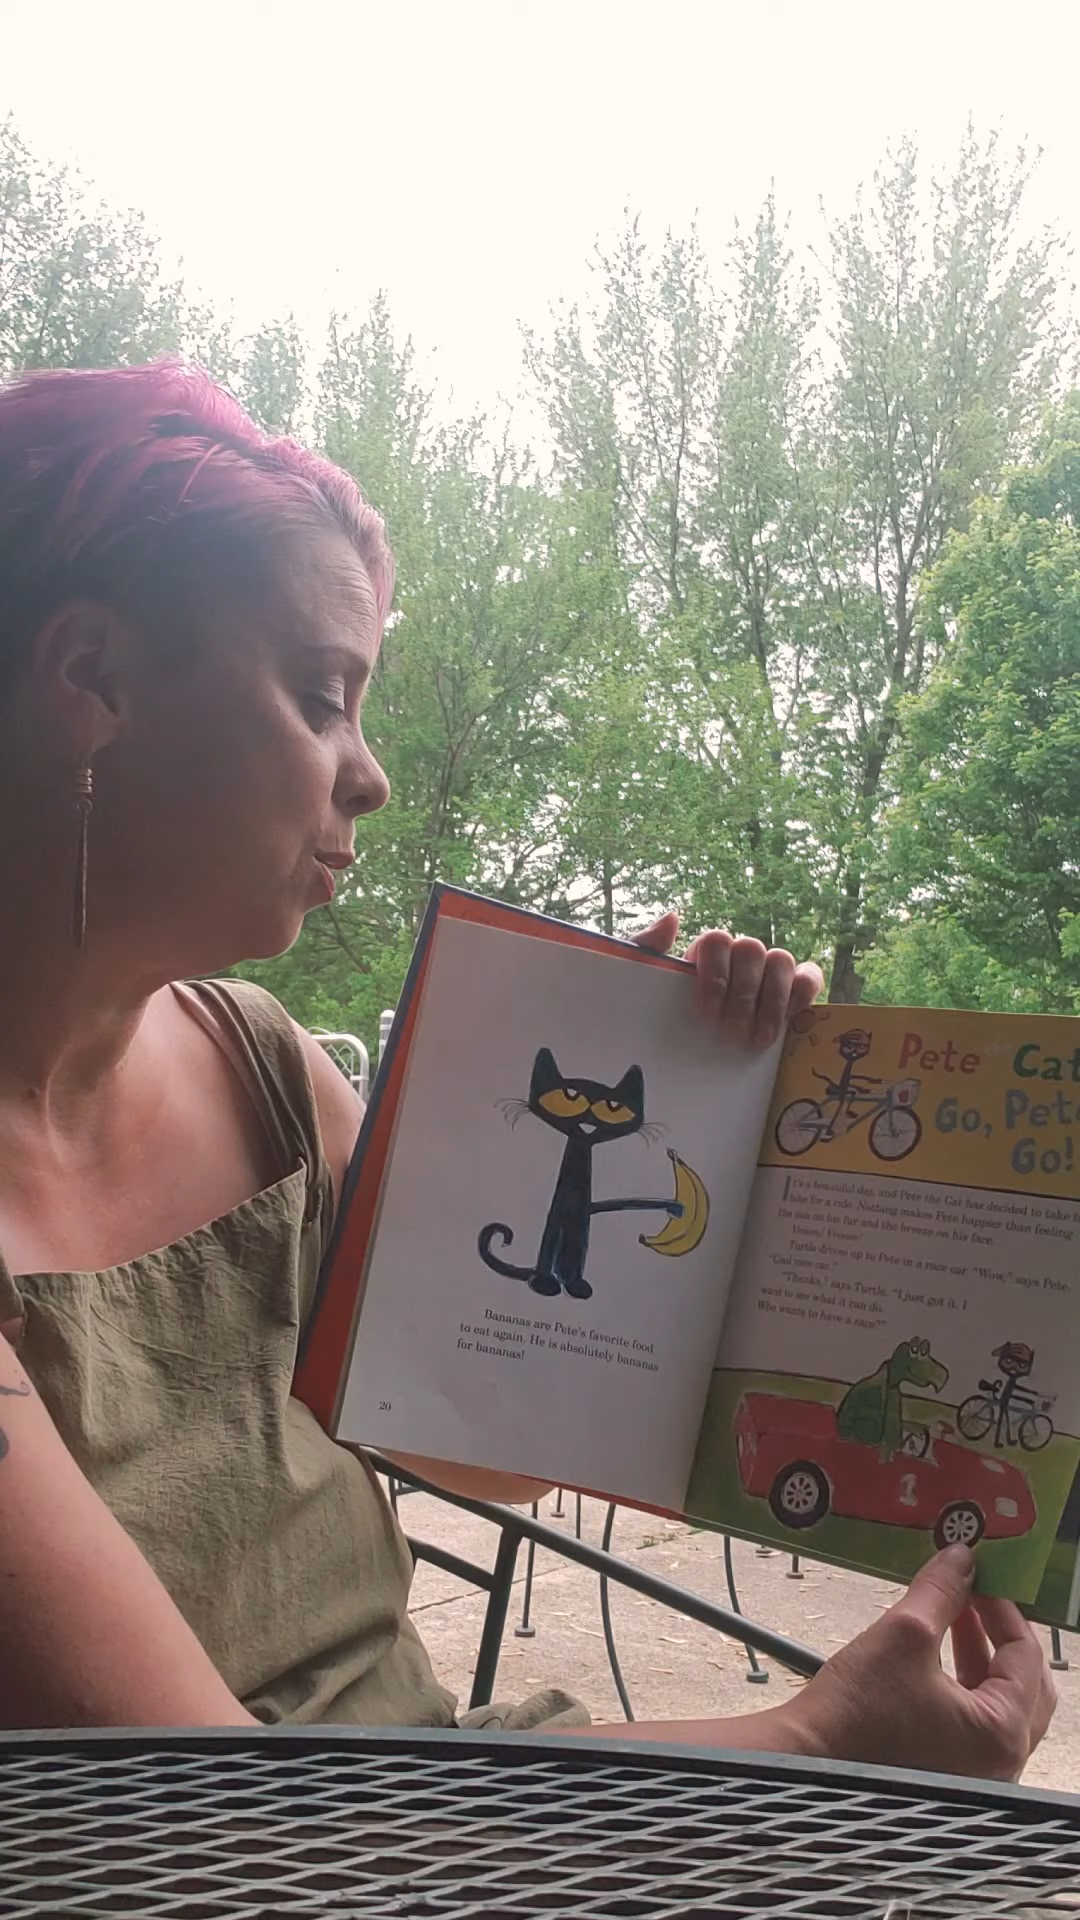 Bananas are Pete's favorite food
to eat again. He is absolutely bananas
for bananas!
20
Pete the Cat
Go, Pete
Go!
It's a beautiful day, and Pete the Cat has decided to take
bike for a ride. Nothing makes Pete happier than feeling
the sun on his fur and the breeze on his face.
Vroom! Vroom!
Turtle drives up to Pete in a race car. "Wow," says Pete.
"Cool race car."
"Thanks," says Turtle. "I just got it. I
want to see what it can do.
Who wants to have a race?"
1